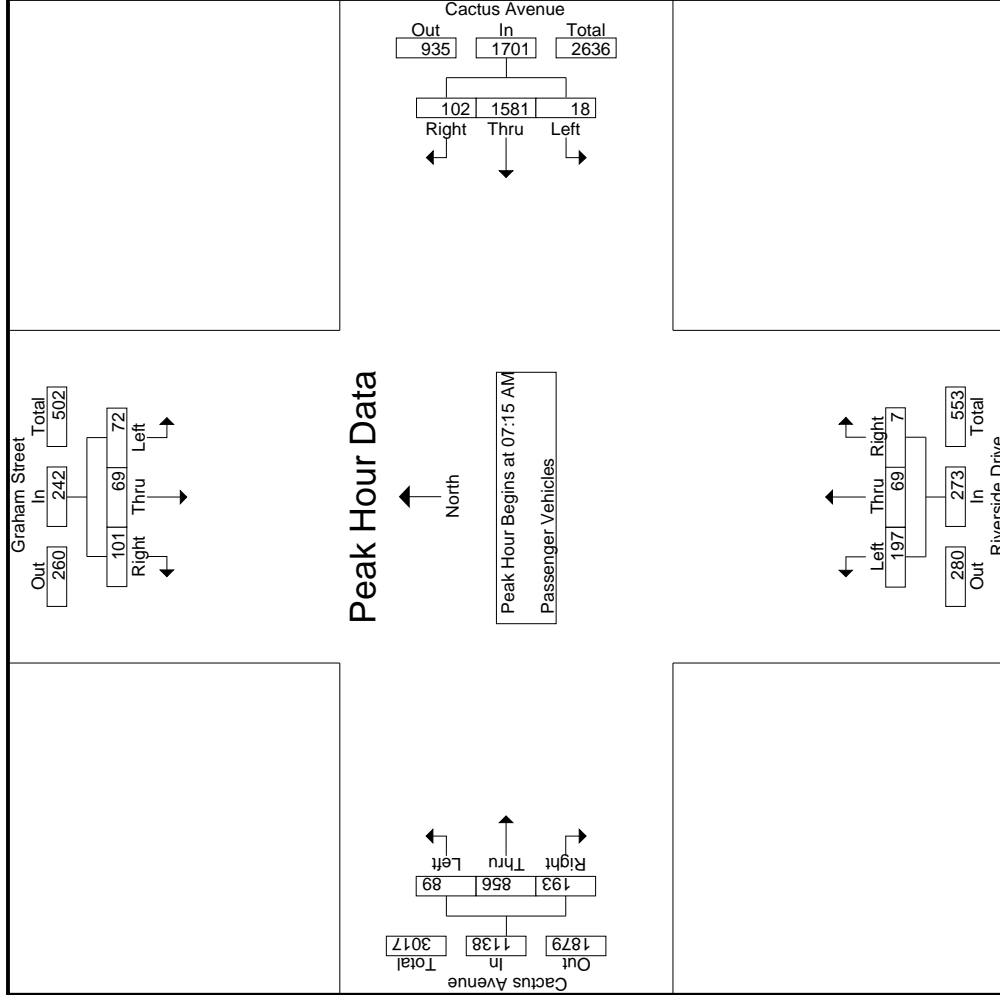 Cactus Avenue
Out In Total
935 1701 2636
102 1581 18
Right Thru Left
Graham Street
Out In Total
260 242 502
101 69 72
Right Thru Left
Peak Hour Data
North
Peak Hour Begins at 07:15 AM
Passenger Vehicles
Left Thru Right
197 69 7
280 273 553
Out In Total
Riverside Drive
Left Thru Right
89 856 193
Total In Out
3017 1138 1879
Cactus Avenue